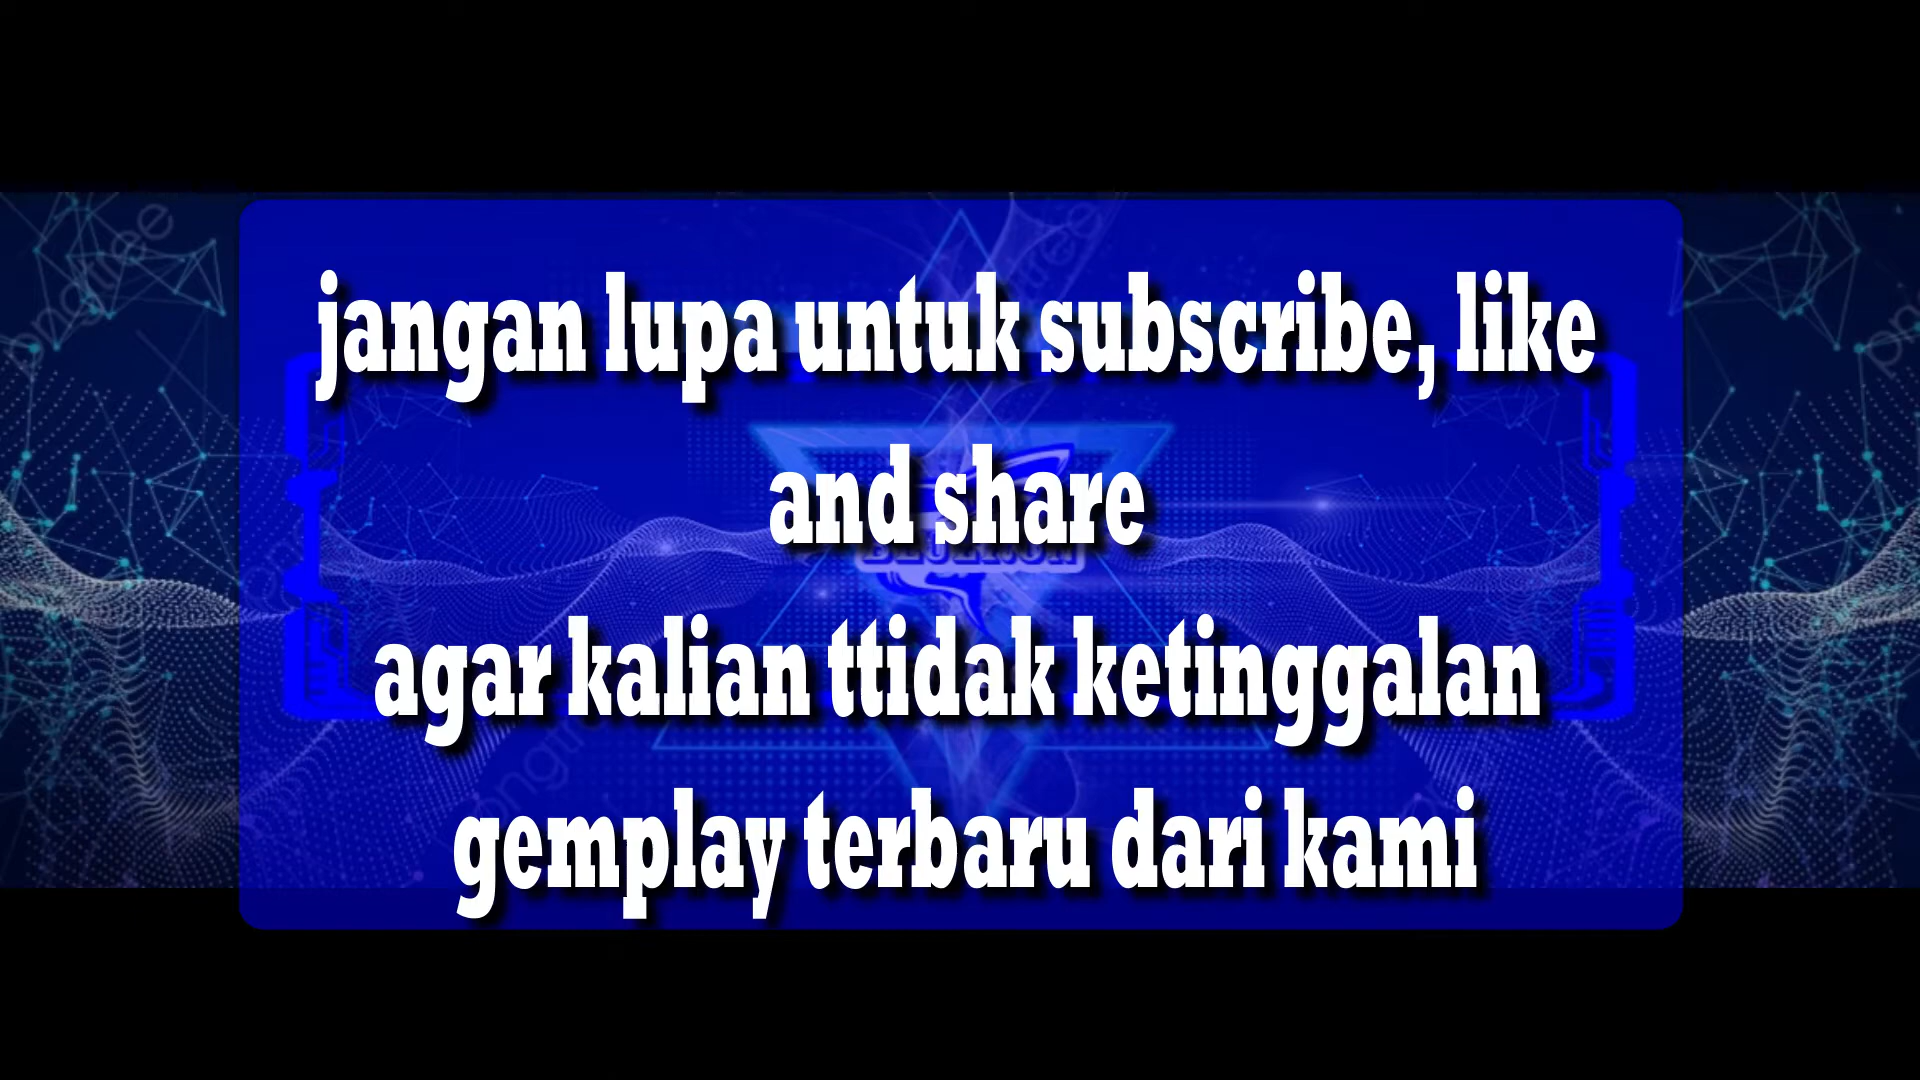 jangan lupa untuk subscribe, like
and share
agar kalian ttidak ketinggalan
gemplay terbaru dari kami